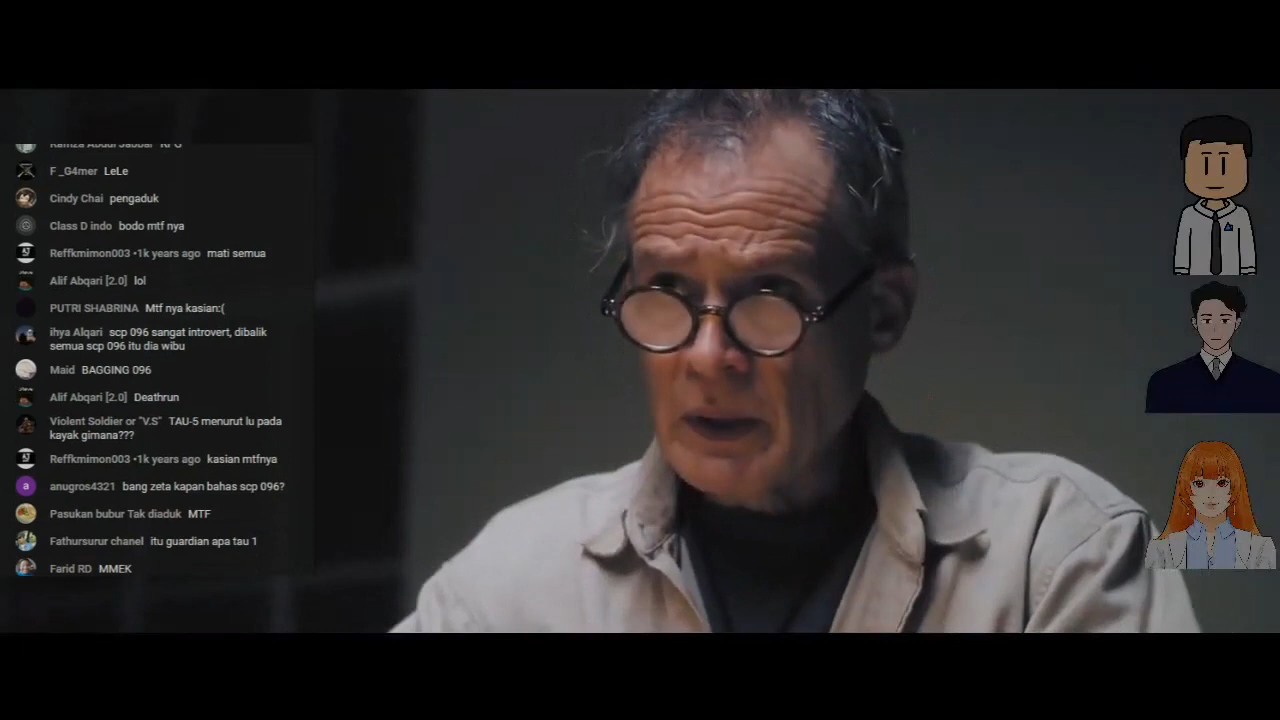 F_G4mer LeLe
Cindy Chai pengaduk
Class D indo bodo mtf nya
Reffkmimon003 •1k years ago mati semua
Alif Abqari [2.0] lol
PUTRI SHABRINA Mtf nya kasian:(
ihya Alqari scp 096 sangat introvert, dibalik
semua scp 096 itu dia wibu
Maid BAGGING 096
Alif Abqari [2.0] Deathrun
Violent Soldier or "V.S" TAU-5 menurut lu pada
kayak gimana???
Reffkmimon003 •1k years ago kasian mtfnya
a anugros4321 bang zeta kapan bahas scp 096?
Pasukan bubur Tak diaduk MTF
Fathursurur chanel itu guardian apa tau 1
Farid RD MMEK